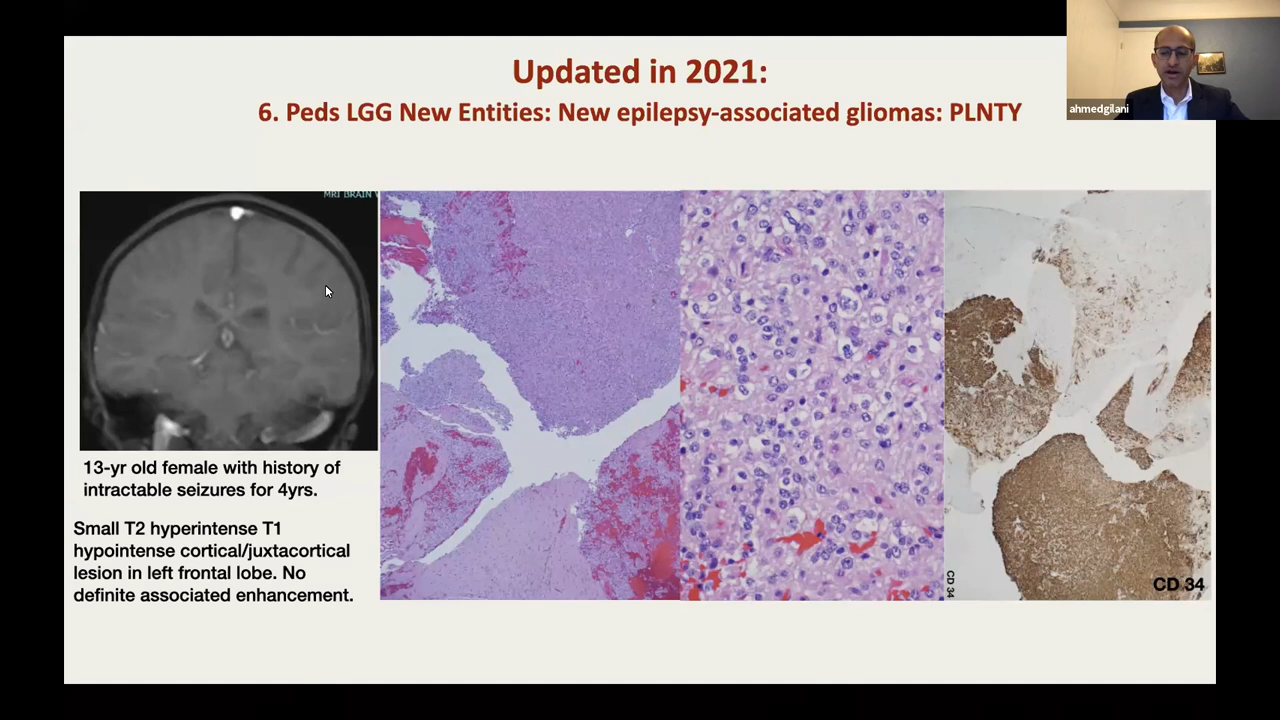 Updated in 2021:
6. Peds LGG New Entities: New epilepsy-associated gliomas: PLNTY
ahmedgilani
MRI BRAIN
13-yr old female with history of
intractable seizures for 4yrs.
Small T2 hyperintense T1
hypointense cortical/juxtacortical
lesion in left frontal lobe. No
definite associated enhancement.
CD 34
CD 34